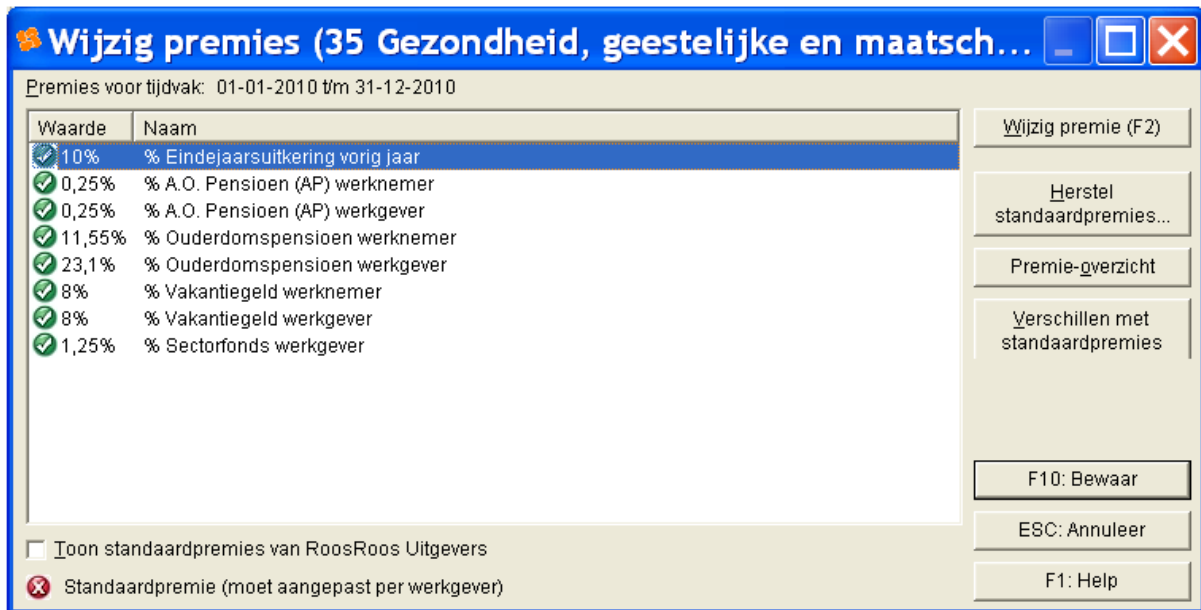 Wijzig premies (35 Gezondheid, geestelijke en maatsch...
Premies voor tijdvak: 01-01-2010 t/m 31-12-2010
Waarde Naam
10% % Eindejaarsuitkering vorig jaar
0,25% % A.O. Pensioen (AP) werknemer
0,25% % A.O. Pensioen (AP) werkgever
11,55% % Ouderdomspensioen werknemer
23,1% % Ouderdomspensioen werkgever
8% % Vakantiegeld werknemer
8% % Vakantiegeld werkgever
1,25% % Sectorfonds werkgever
Toon standaardpremies van RoosRoos Uitgevers
Standaardpremie (moet aangepast per werkgever)
Wijzig premie (F2)
Herstel
standaardpremies...
Premie-overzicht
Verschillen met
standaardpremies
F10: Bewaar
ESC: Annuleer
F1: Help